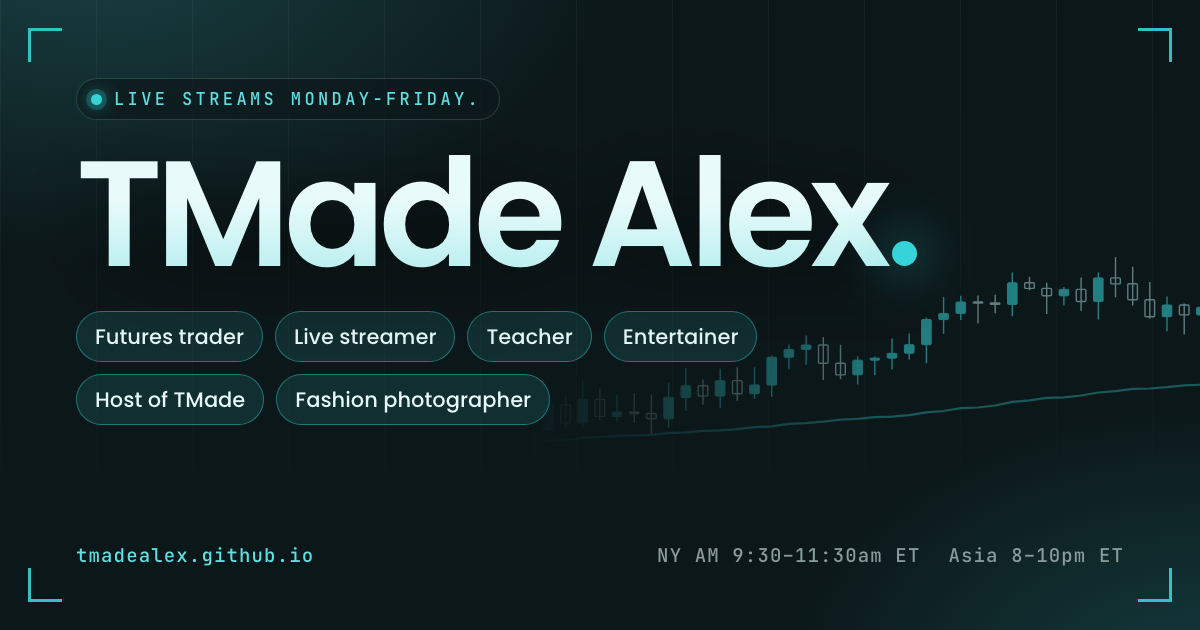 LIVE STREAMS MONDAY-FRIDAY.
TMade Alex.
Futures trader Live streamer Teacher Entertainer
Host of TMade Fashion photographer
tmadealex.github.io NY AM 9:30–11:30am ET Asia 8–10pm ET